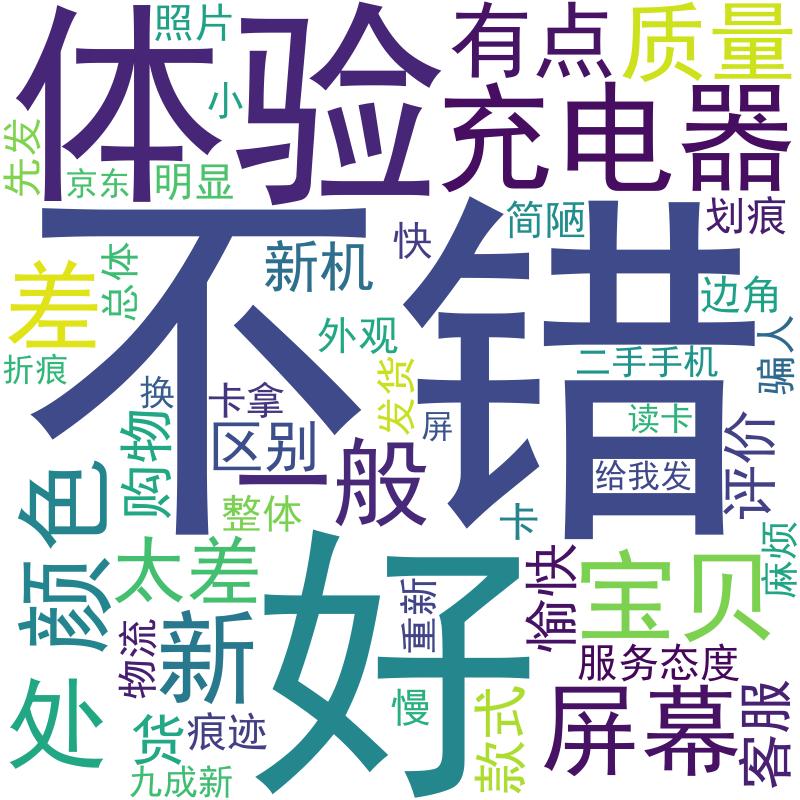 照片
体验
有点
质量
小
充电器
先发
京东
明显
不错
快
简陋
划痕
新机
总体
差
边角
外观
骗人
二手手机
折痕
发货
换
卡拿
屏
读卡
购物
区别
一般
评价
给我发
颜色
整体
卡
麻烦
太差
好
愉快
宝贝
重新
新
物流
服务态度
处
货
痕迹
慢
款式
屏幕
客服
九成新